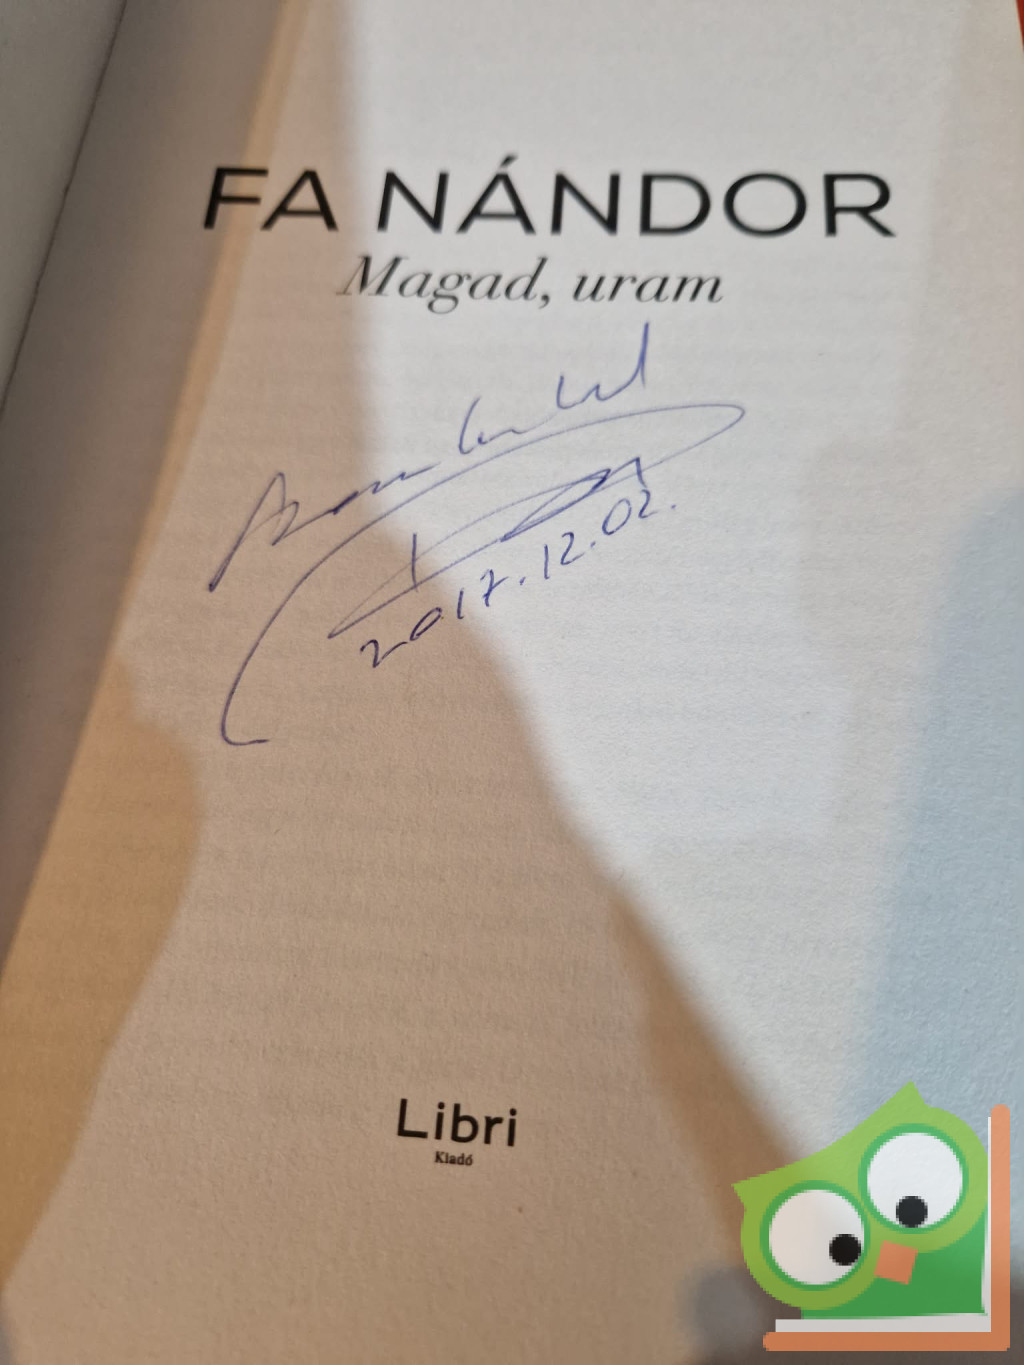 FA NÁNDOR
Magad, uram
2017.12.02.
Libri
Kiadó